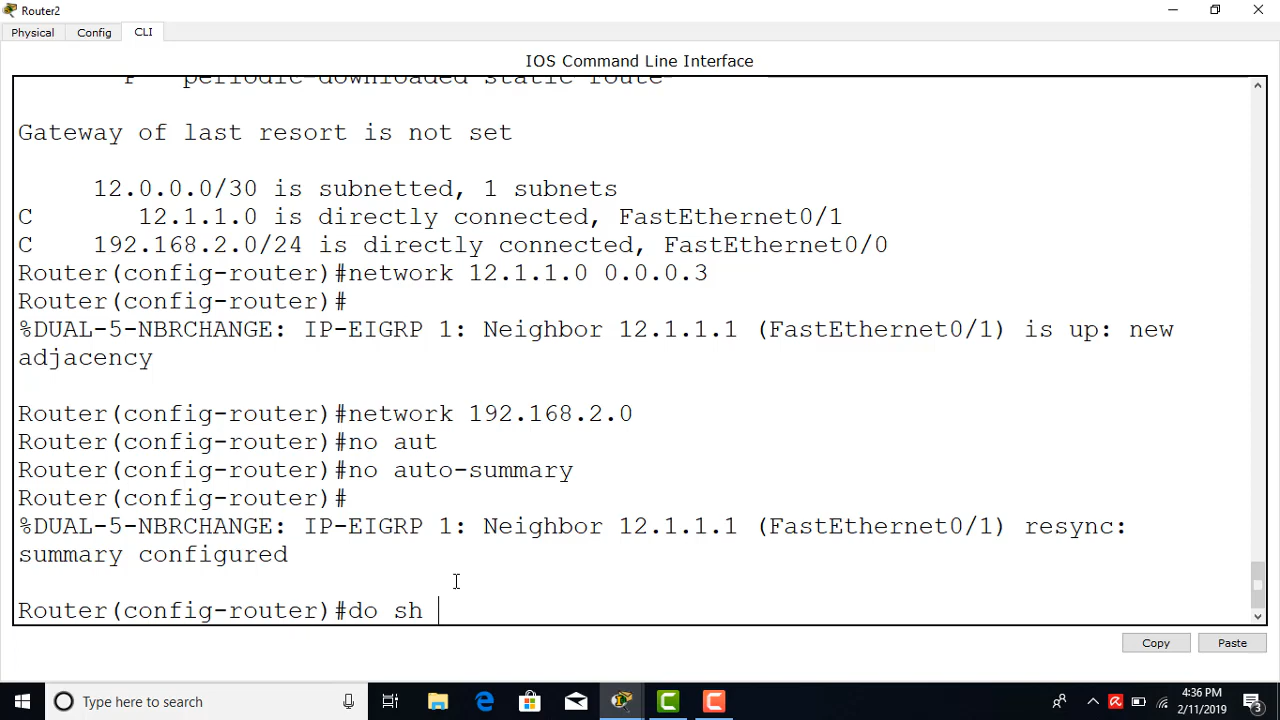 Router2
Physical Config CLI
IOS Command Line Interface
P periodic downloaded static route
Gateway of last resort is not set
12.0.0.0/30 is subnetted, 1 subnets
C 12.1.1.0 is directly connected, FastEthernet0/1
C 192.168.2.0/24 is directly connected, FastEthernet0/0
Router(config-router)#network 12.1.1.0 0.0.0.3
Router(config-router)#
%DUAL-5-NBRCHANGE: IP-EIGRP 1: Neighbor 12.1.1.1 (FastEthernet0/1) is up: new
adjacency
Router(config-router)#network 192.168.2.0
Router(config-router)#no aut
Router(config-router)#no auto-summary
Router(config-router)#
%DUAL-5-NBRCHANGE: IP-EIGRP 1: Neighbor 12.1.1.1 (FastEthernet0/1) resync:
summary configured
Router(config-router)#do sh
Copy Paste
Type here to search
4:36 PM
2/11/2019
3